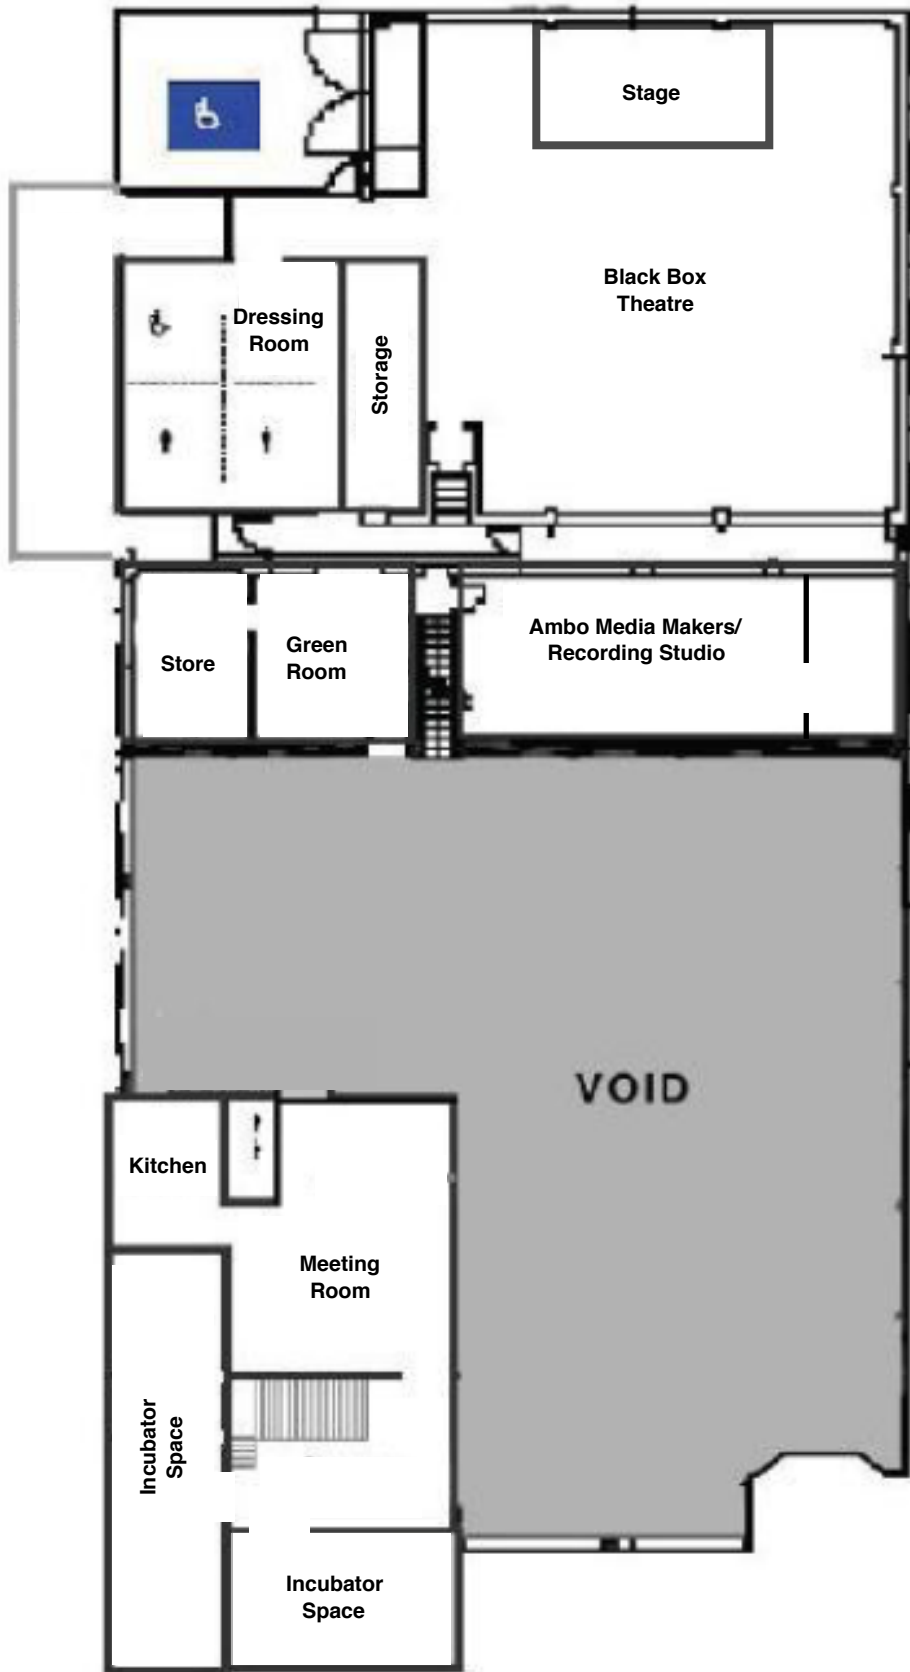 Stage
Black Box
Theatre
Dressing
Room
Storage
Store
Green
Room
Ambo Media Makers/
Recording Studio
VOID
Kitchen
Meeting
Room
Incubator
Space
Incubator
Space